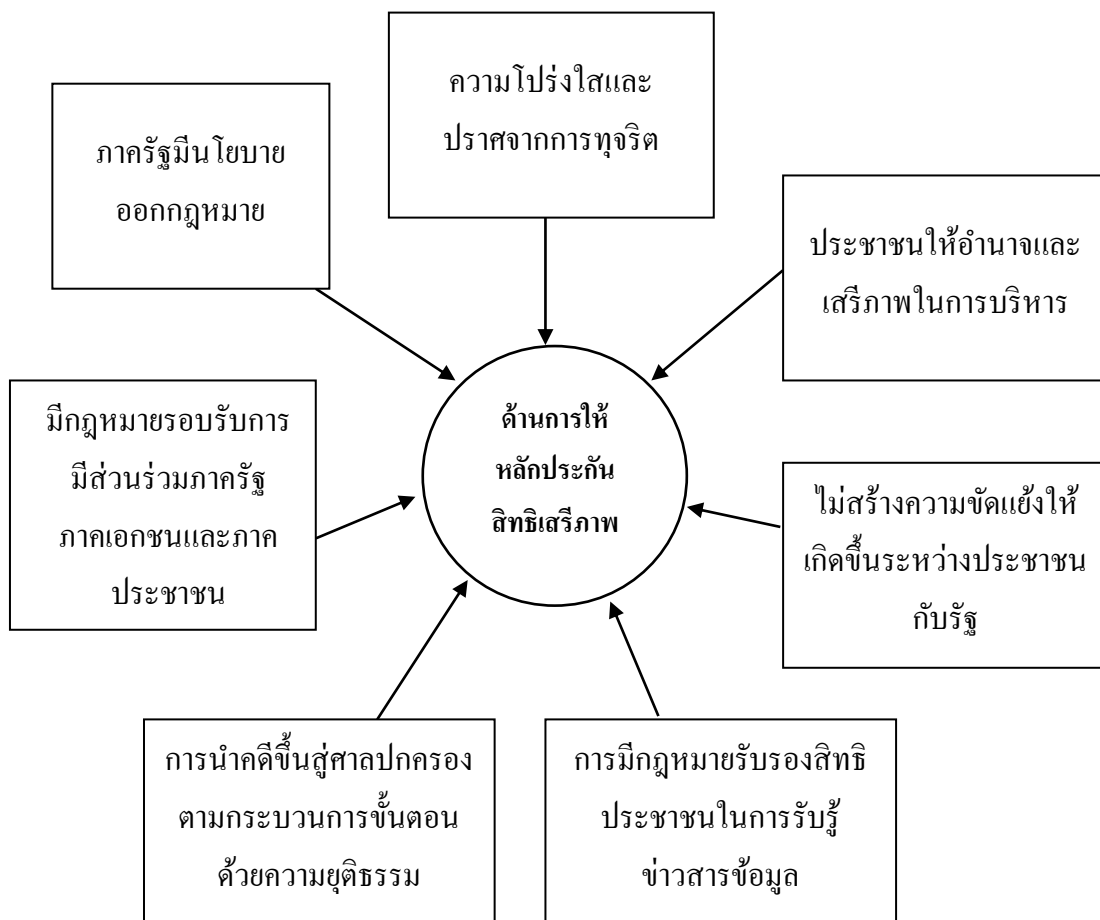 ความโปร่งใสและ
ปราศจากการทุจริต
ภาครัฐมีนโยบาย
ออกกฎหมาย
ประชาชนให้อำนาจและ
เสรีภาพในการบริหาร
ด้านการให้
หลักประกัน
สิทธิเสรีภาพ
มีกฎหมายรอบรับการ
มีส่วนร่วมภาครัฐ
ภาคเอกชนและภาค
ประชาชน
ไม่สร้างความขัดแย้งให้
เกิดขึ้นระหว่างประชาชน
กับรัฐ
การนำคดีขึ้นสู่ศาลปกครอง
ตามกระบวนการขั้นตอน
ด้วยความยุติธรรม
การมีกฎหมายรับรองสิทธิ
ประชาชนในการรับรู้
ข่าวสารข้อมูล